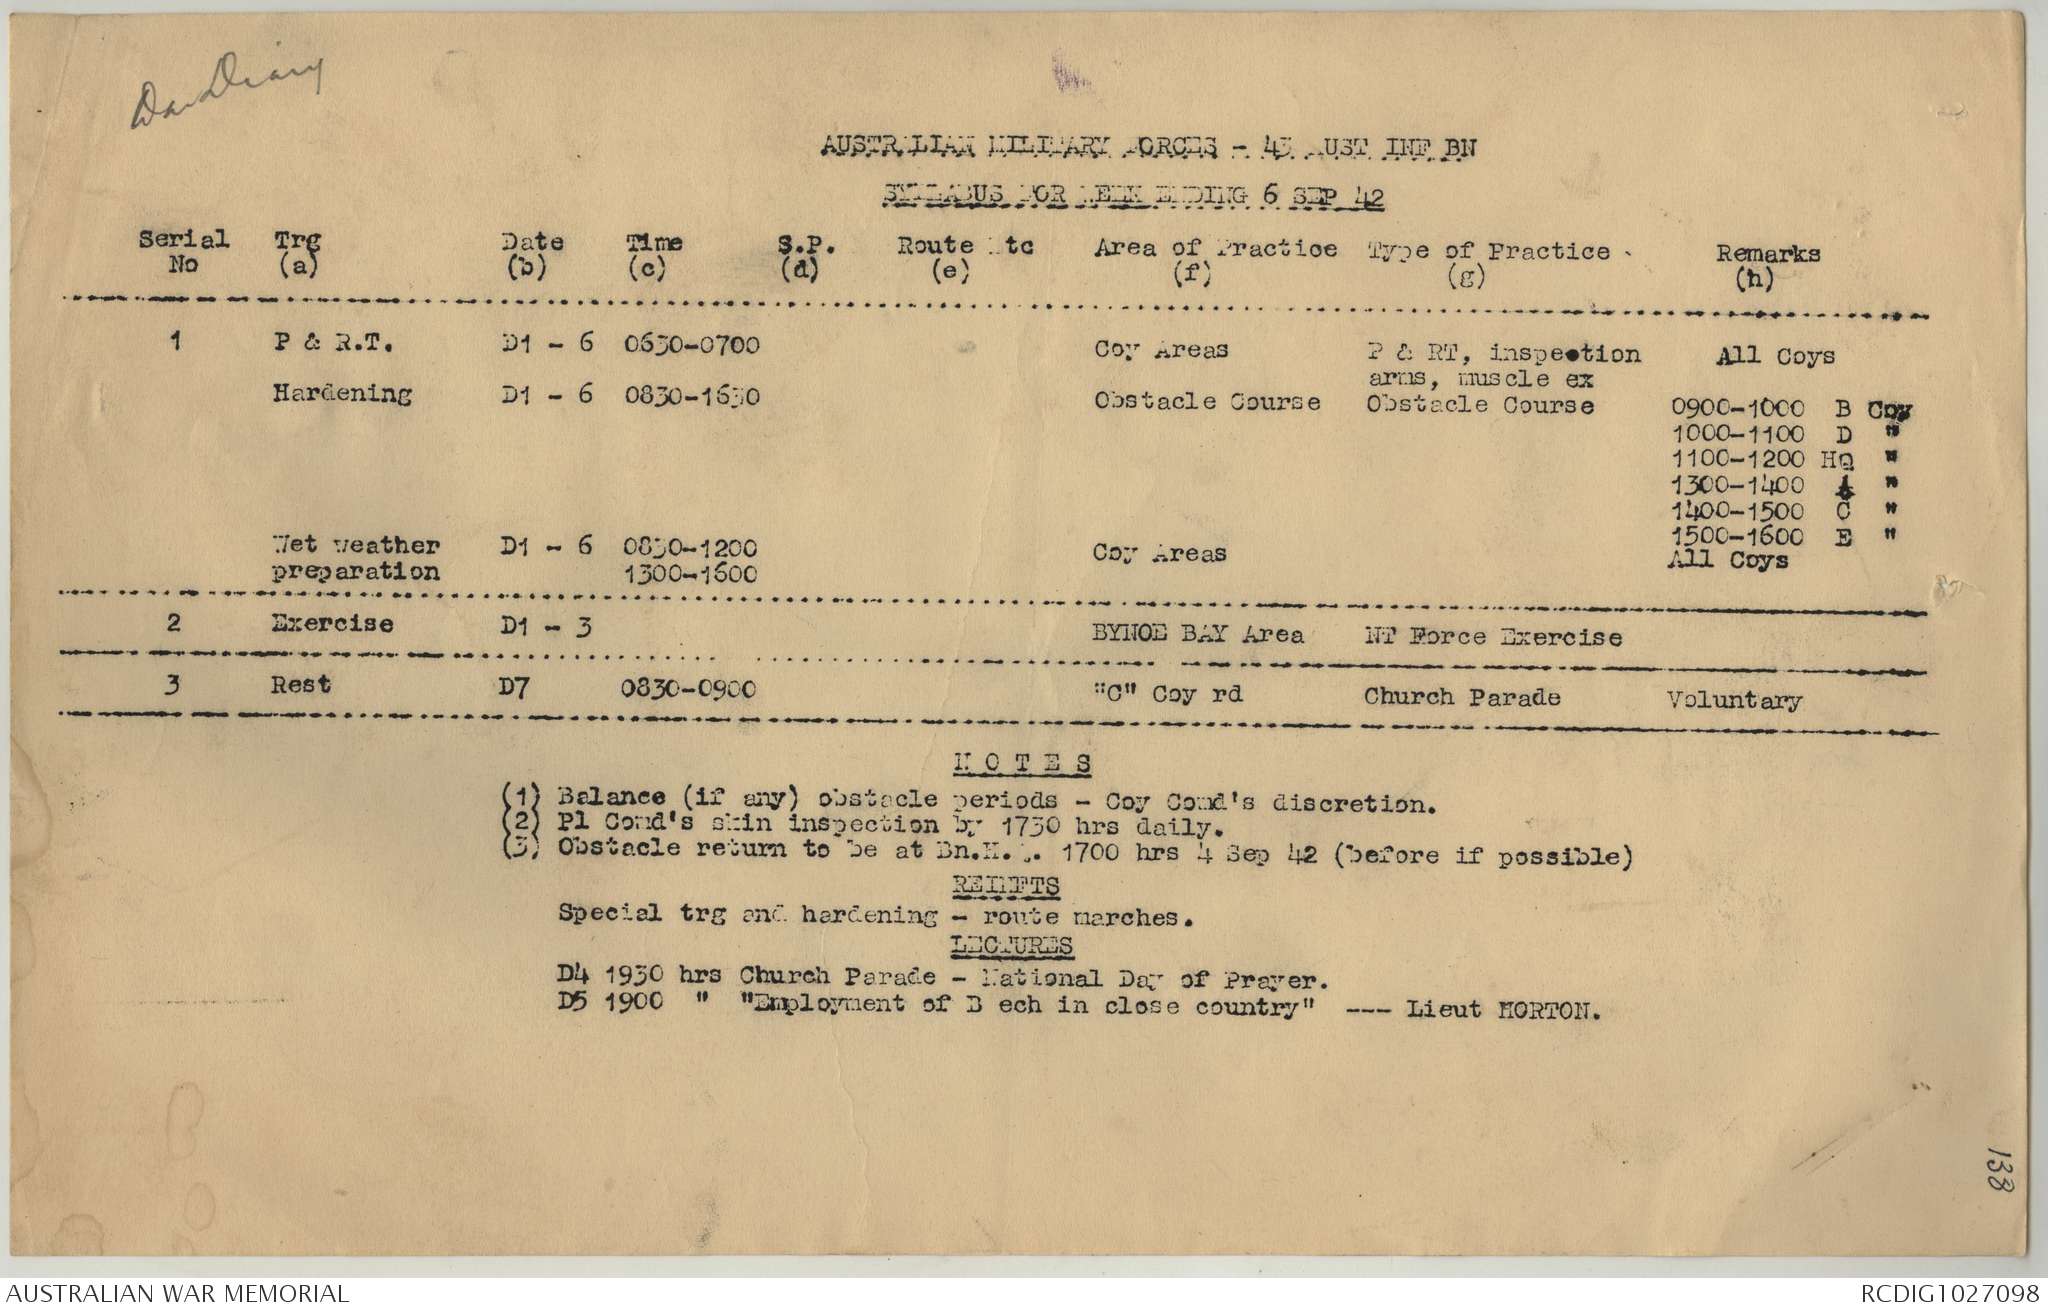 War Diary
AUSTRALIAN MILITARY FORCES - 43 AUST INF BN
SYLLABUS FOR WEEK ENDING 6 SEP 42
Serial No Trg (a) Date (b) Time (c) S.P. (d) Route Etc (e) Area of Practice (f) Type of Practice (g) Remarks (h)
1 P & R.T. D1 - 6 0630-0700 Coy Areas P & RT, inspection All Coys
arms, muscle ex
Hardening D1 - 6 0830-1630 Obstacle Course Obstacle Course 0900-1000 B Coy
1000-1100 D "
1100-1200 HQ "
1300-1400 A "
1400-1500 C "
1500-1600 E "
Wet weather D1 - 6 0830-1200 Coy Areas All Coys
preparation 1300-1600
2 Exercise D1 - 3 BYNOE BAY Area NT Force Exercise
3 Rest D7 0830-0900 "C" Coy rd Church Parade Voluntary
N O T E S
(1) Balance (if any) obstacle periods - Coy Comd's discretion.
(2) Pl Comd's skin inspection by 1730 hrs daily.
(3) Obstacle return to be at Bn.H.Q. 1700 hrs 4 Sep 42 (before if possible)
REINFTS
Special trg and hardening - route marches.
LECTURES
D4 1930 hrs Church Parade - National Day of Prayer.
D5 1900 " "Employment of B ech in close country" --- Lieut HORTON.
138
AUSTRALIAN WAR MEMORIAL RCDIG1027098